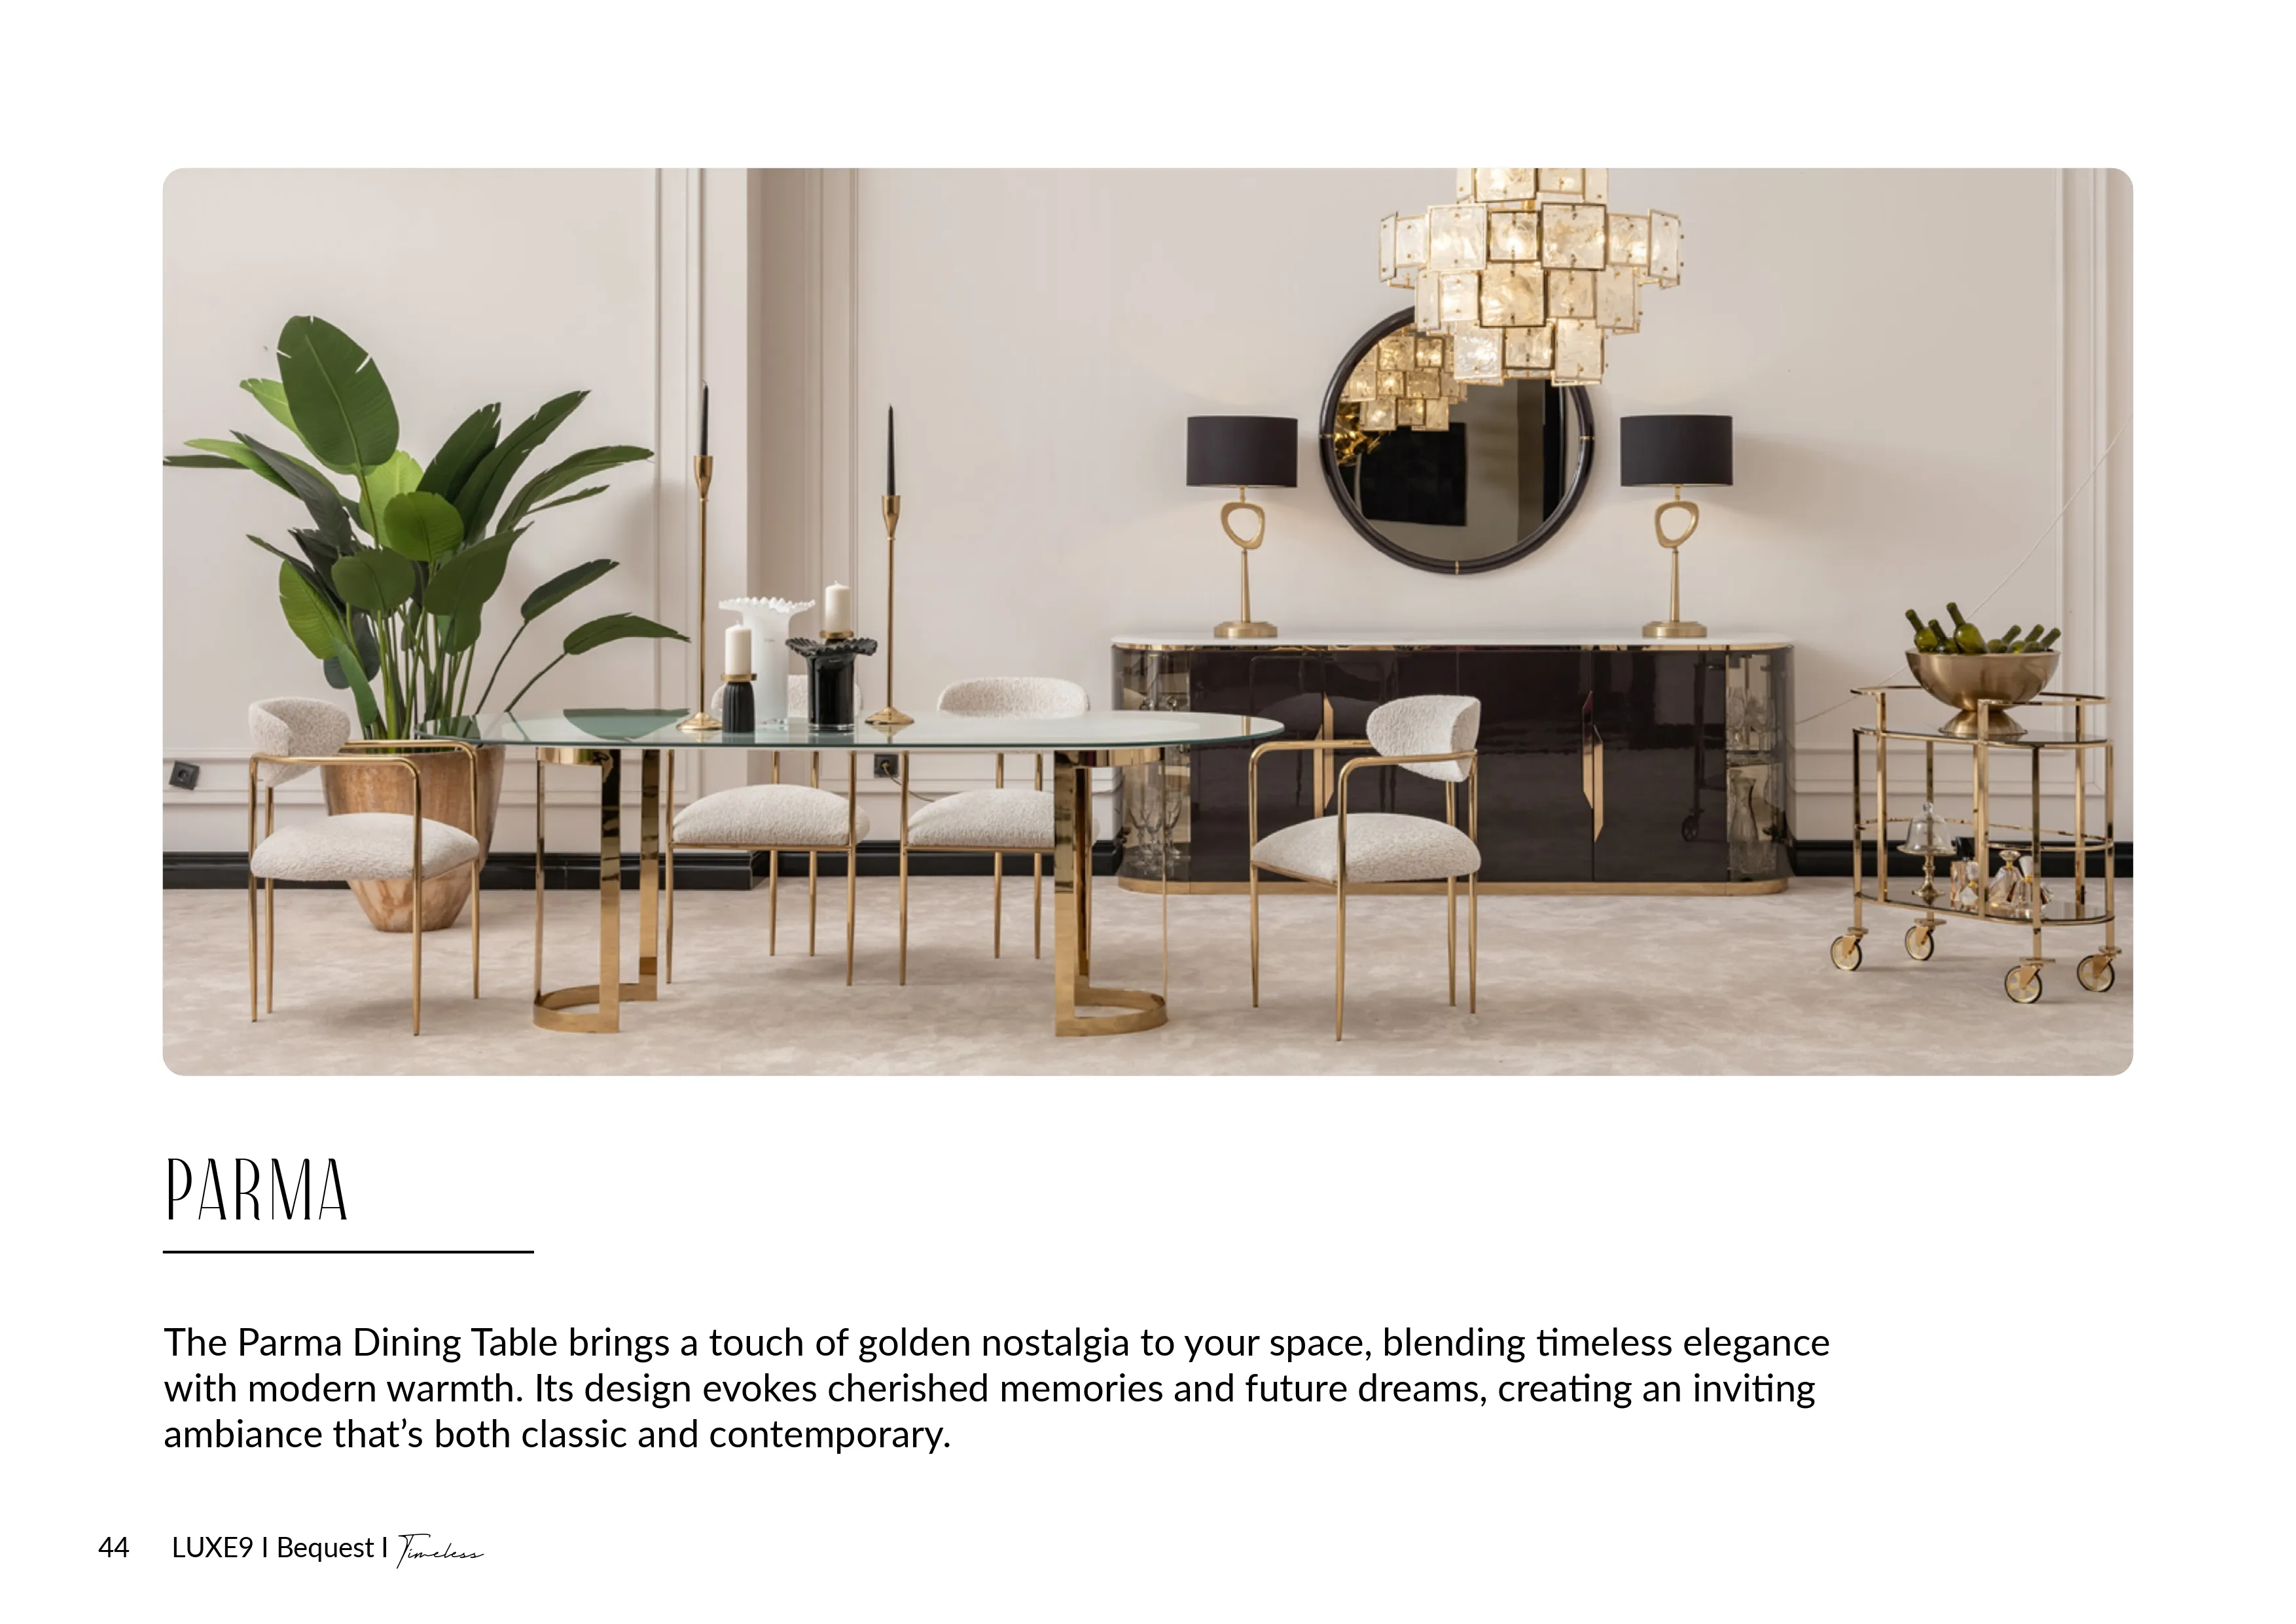 PARMA
The Parma Dining Table brings a touch of golden nostalgia to your space, blending timeless elegance
with modern warmth. Its design evokes cherished memories and future dreams, creating an inviting
ambiance that’s both classic and contemporary.
44 LUXE9 I Bequest I Timeless